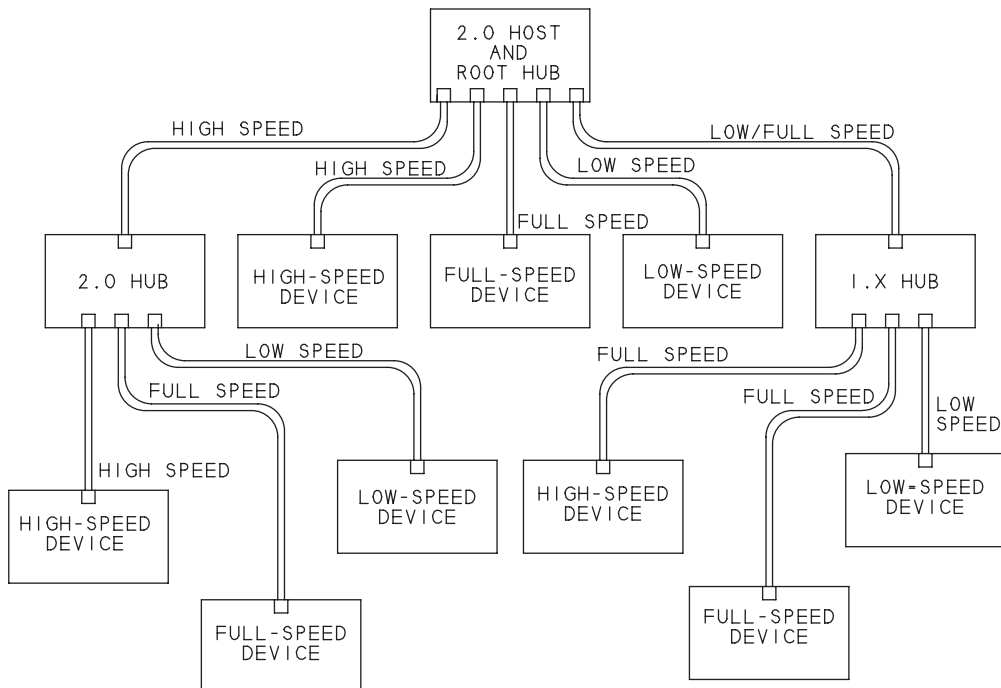 2.0 HOST
AND
ROOT HUB
HIGH SPEED
HIGH SPEED
FULL SPEED
LOW SPEED
LOW/FULL SPEED
2.0 HUB
HIGH-SPEED
DEVICE
FULL-SPEED
DEVICE
LOW-SPEED
DEVICE
1.X HUB
LOW SPEED
FULL SPEED
HIGH SPEED
FULL SPEED
FULL SPEED
LOW
SPEED
HIGH-SPEED
DEVICE
FULL-SPEED
DEVICE
LOW-SPEED
DEVICE
HIGH-SPEED
DEVICE
FULL-SPEED
DEVICE
LOW=SPEED
DEVICE